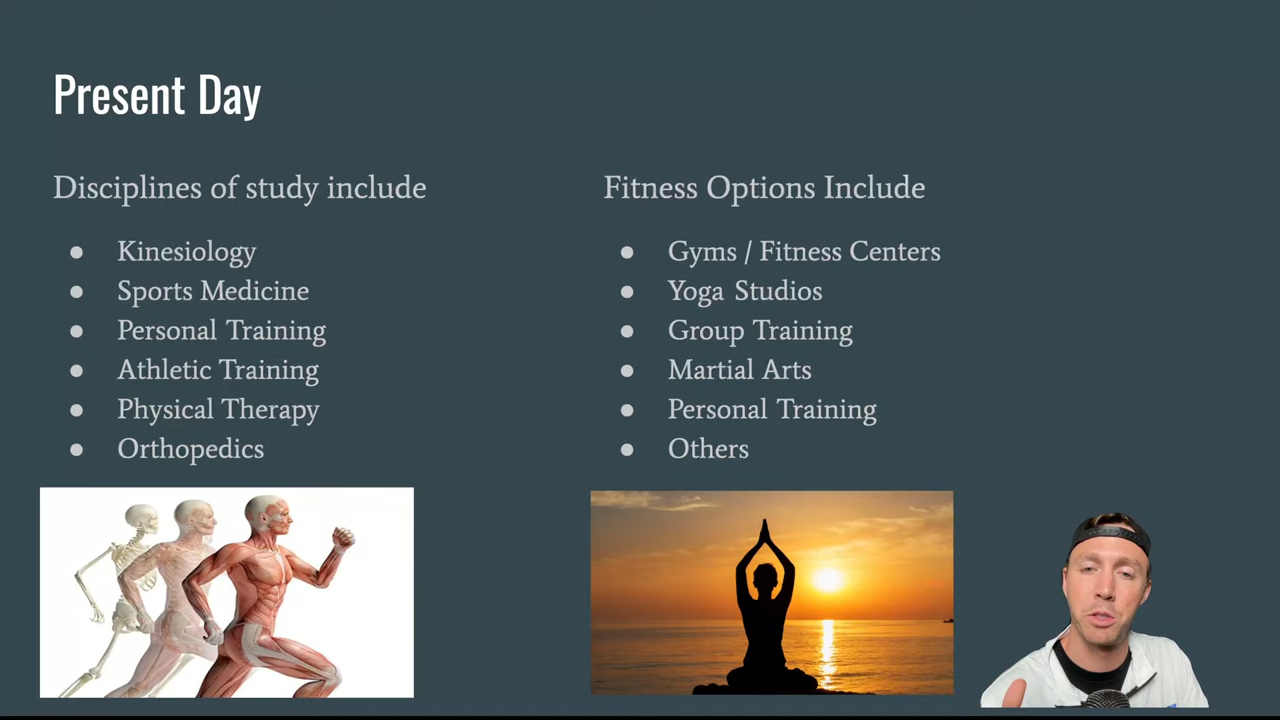 Present Day
Disciplines of study include
● Kinesiology
● Sports Medicine
● Personal Training
● Athletic Training
● Physical Therapy
● Orthopedics
Fitness Options Include
● Gyms / Fitness Centers
● Yoga Studios
● Group Training
● Martial Arts
● Personal Training
● Others